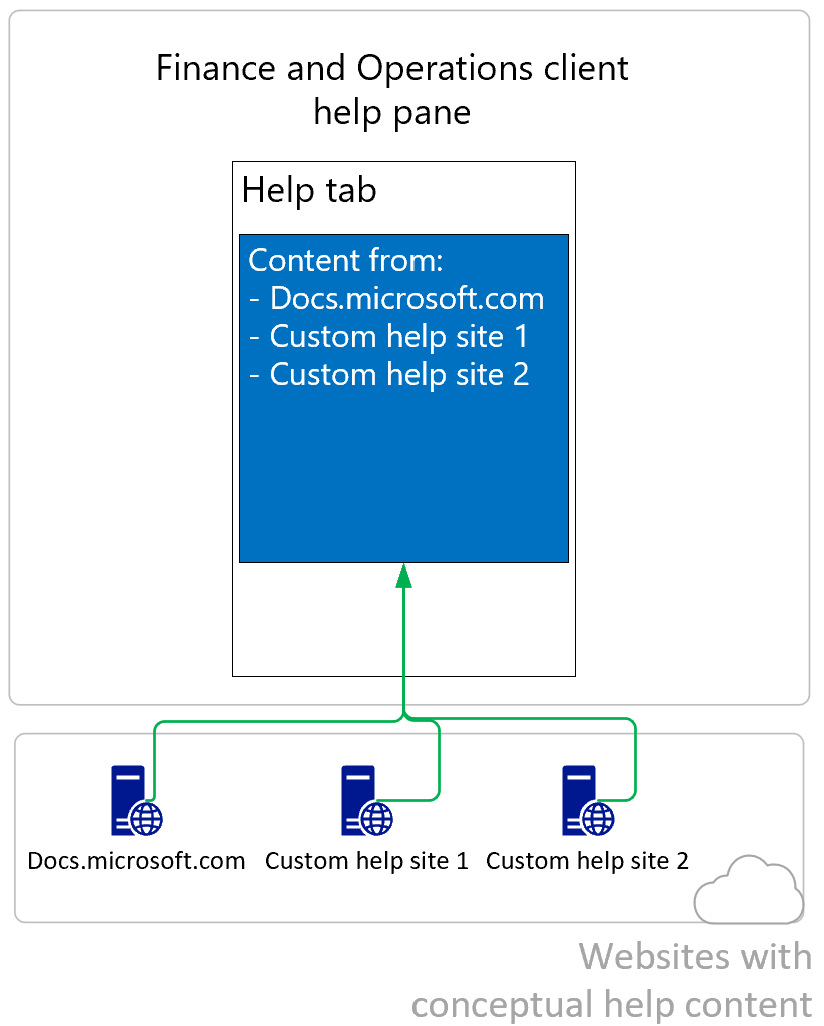 Finance and Operations client
help pane
Help tab
Content from:
- Docs.microsoft.com
- Custom help site 1
- Custom help site 2
Docs.microsoft.com
Custom help site 1
Custom help site 2
Websites with
conceptual help content